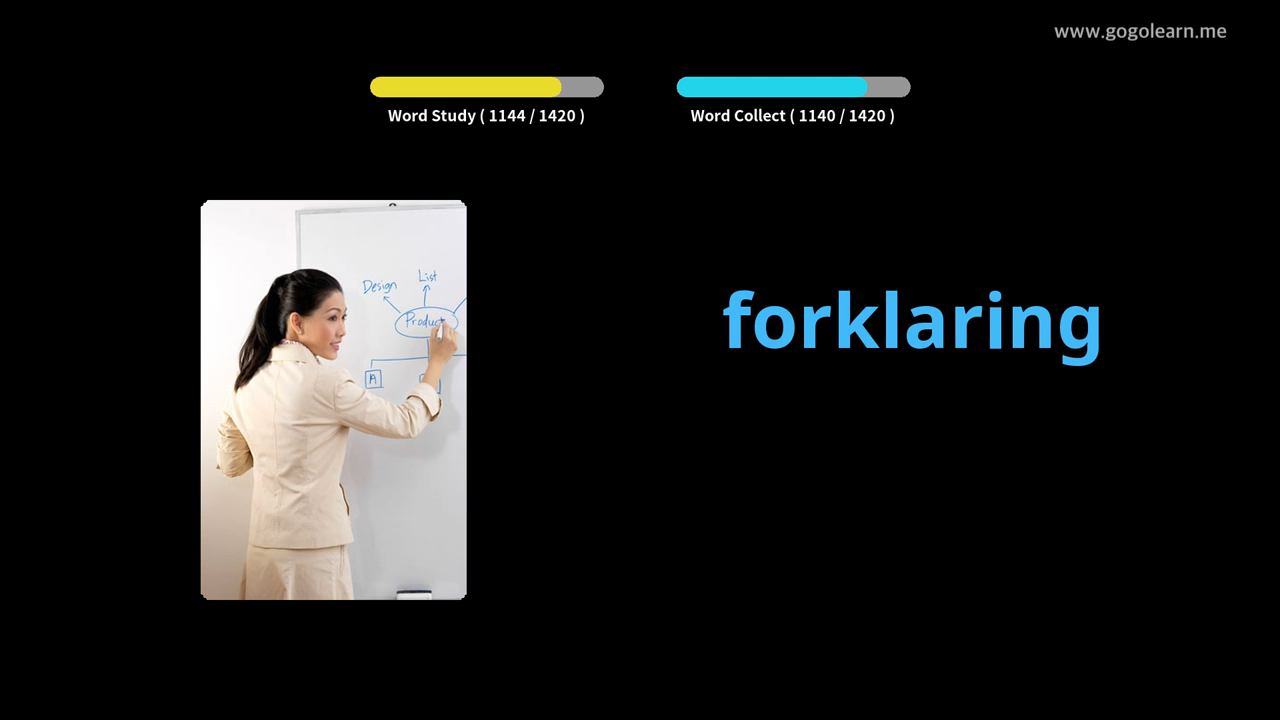 www.gogolearn.me
Word Study ( 1144 / 1420 )
Word Collect ( 1140 / 1420 )
List
Design
Product
A
forklaring